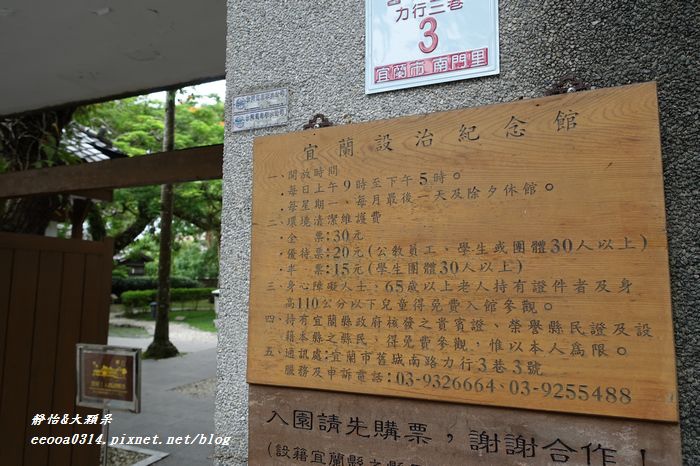 力行三巷
3
宜蘭市 南門里
宜蘭設治紀念館
一、開放時間
．每日上午9時至下午5時。
．每星期一、每月最後一天及除夕休館。
二、環境清潔維護費
．全　票:30元
．優待票:20元(公教員工、學生或團體30人以上)
．半　票:15元(學生團體30人以上)
三、身心障礙人士、65歲以上老人持有證件者及身
高110公分以下兒童得免費入館參觀。
四、持有宜蘭縣政府核發之貴賓證、榮譽縣民證及設
籍本縣之縣民，得免費參觀，惟以本人為限。
五、通訊處:宜蘭市舊城南路力行3巷3號
服務及申訴電話:03-9326664、03-9255488
入園請先購票，謝謝合作！
(設籍宜蘭縣之縣民
靜怡&大顆呆
eeooa0314.pixnet.net/blog